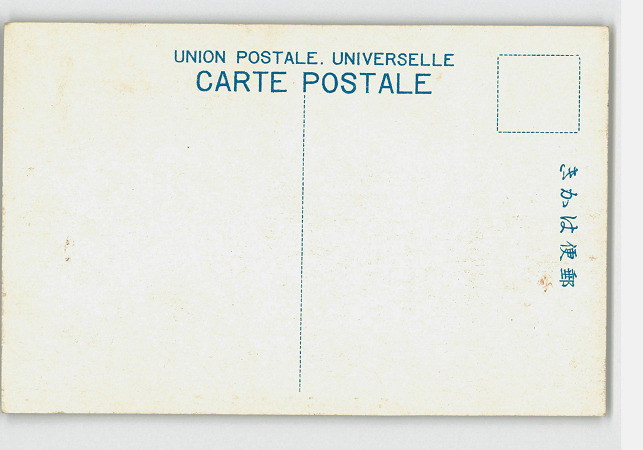 UNION POSTALE. UNIVERSELLE
CARTE POSTALE
きかは便郵